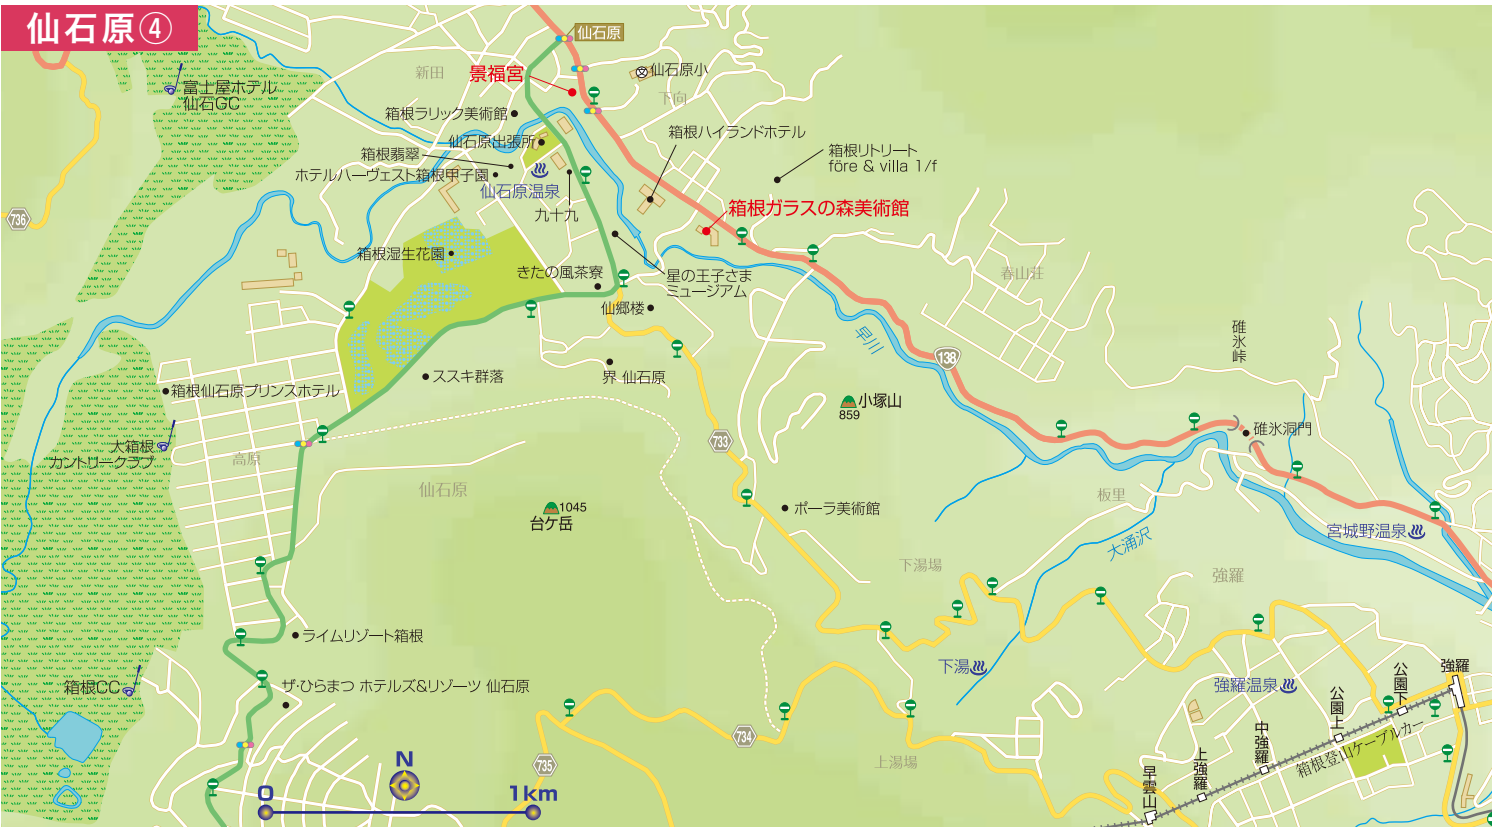 仙石原④
仙石原
新田
景福宮
仙石原小
下向
富士屋ホテル
仙石GC
箱根ラリック美術館
仙石原出張所
箱根翡翠
ホテルハーヴェスト箱根甲子園
仙石原温泉
九十九
箱根ハイランドホテル
箱根リトリート
före & villa 1/f
箱根ガラスの森美術館
736
箱根湿生花園
きたの風茶寮
星の王子さま
ミュージアム
仙郷楼
春山荘
早川
138
碓氷峠
箱根仙石原プリンスホテル
ススキ群落
界 仙石原
小塚山
859
碓氷洞門
大箱根
カントリークラブ
高原
仙石原
733
1045
台ケ岳
ポーラ美術館
板里
大涌沢
宮城野温泉
下湯場
強羅
ライムリゾート箱根
下湯
強羅温泉
箱根CC
ザ・ひらまつ ホテルズ&リゾーツ 仙石原
公園下
強羅
公園上
中強羅
上強羅
早雲山
箱根登山ケーブルカー
734
735
上湯場
N
0
1km